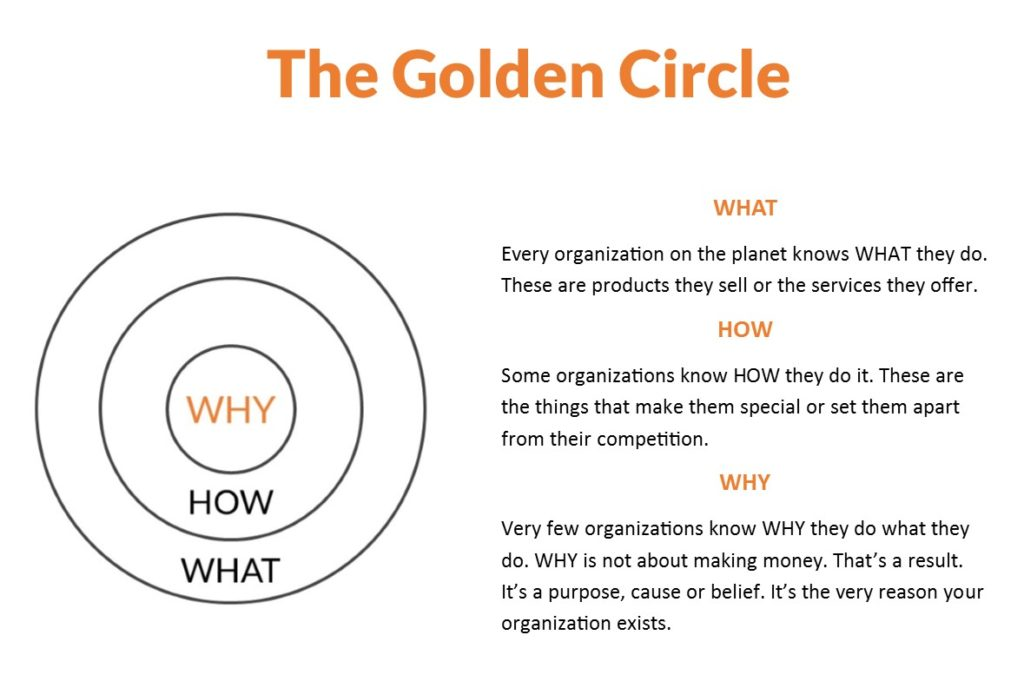 The Golden Circle
WHY
HOW
WHAT
WHAT
Every organization on the planet knows WHAT they do.
These are products they sell or the services they offer.
HOW
Some organizations know HOW they do it. These are
the things that make them special or set them apart
from their competition.
WHY
Very few organizations know WHY they do what they
do. WHY is not about making money. That’s a result.
It’s a purpose, cause or belief. It’s the very reason your
organization exists.